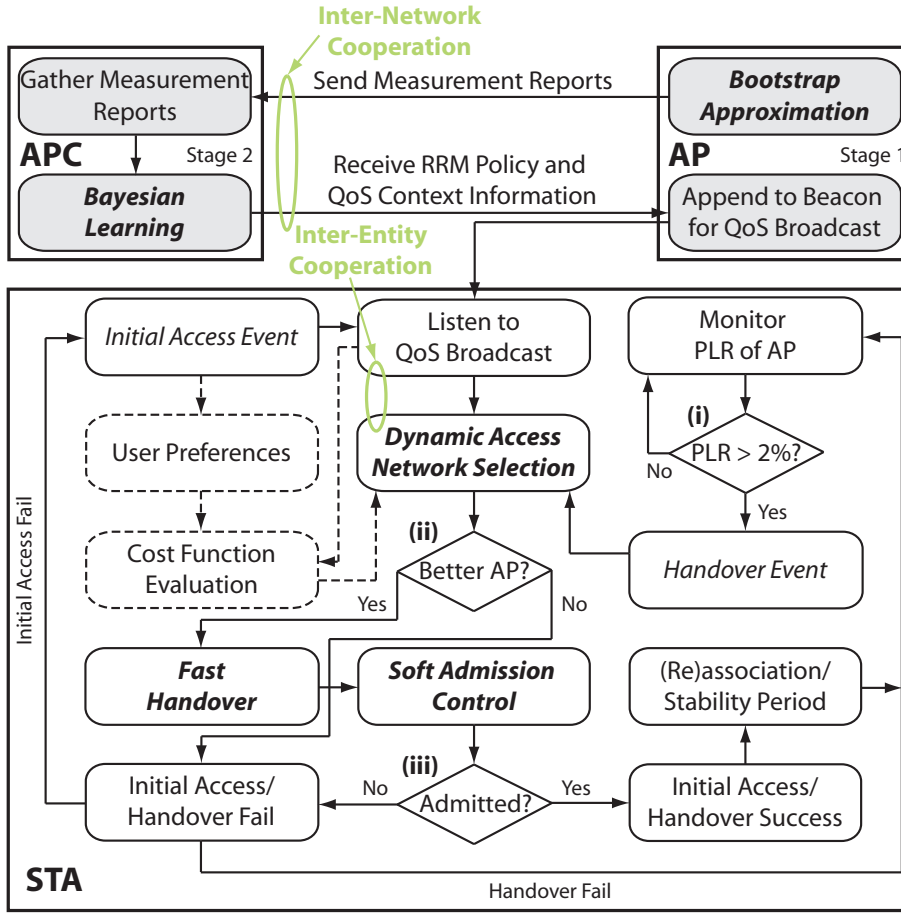 Inter-Network
Cooperation
Gather Measurement
Reports
Send Measurement Reports
Bootstrap
Approximation
APC
Stage 2
AP
Stage 1
Receive RRM Policy and
QoS Context Information
Bayesian
Learning
Append to Beacon
for QoS Broadcast
Inter-Entity
Cooperation
Initial Access Event
Listen to
QoS Broadcast
Monitor
PLR of AP
User Preferences
Dynamic Access
Network Selection
(i)
PLR > 2%?
No
Yes
Cost Function
Evaluation
(ii)
Better AP?
Handover Event
Yes
No
Initial Access Fail
Fast
Handover
Soft Admission
Control
(Re)association/
Stability Period
Initial Access/
Handover Fail
No
(iii)
Admitted?
Yes
Initial Access/
Handover Success
STA
Handover Fail